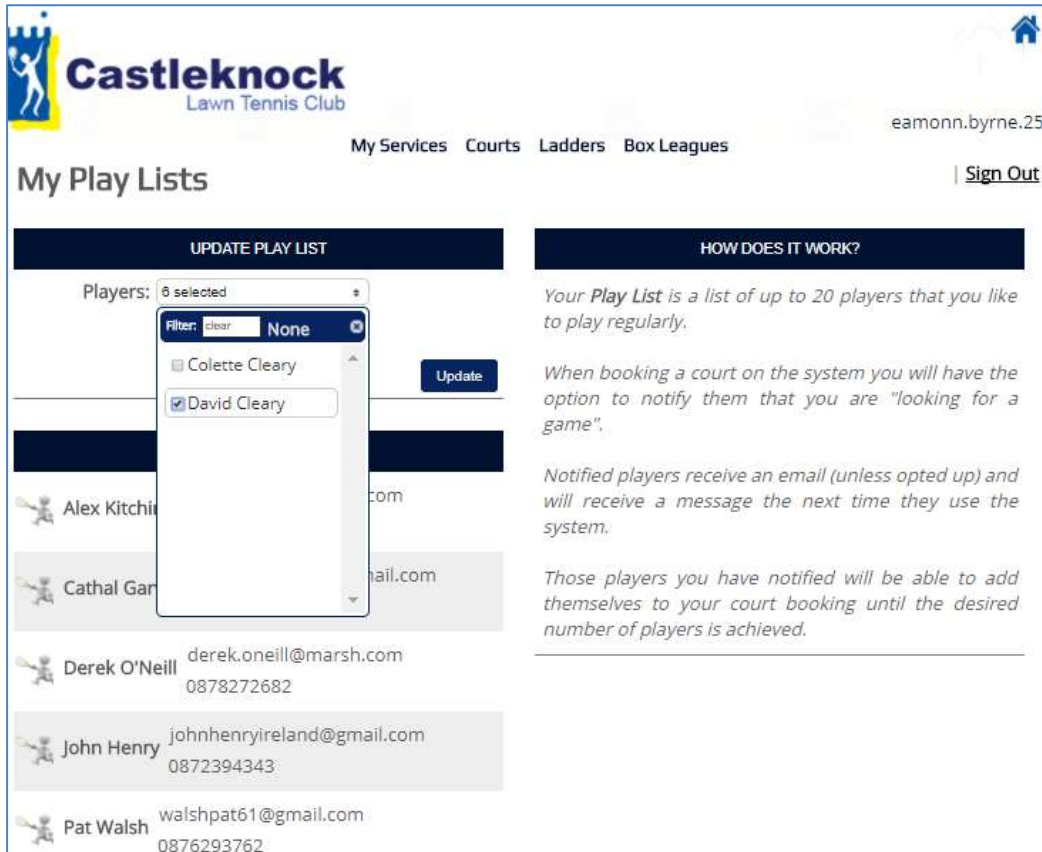 Castleknock
Lawn Tennis Club
eamonn.byrne.25
My Services Courts Ladders Box Leagues
My Play Lists
| Sign Out
UPDATE PLAY LIST
Players: 6 selected
Filter: clear None
Colette Cleary
David Cleary
Update
.com
Alex Kitchi
ail.com
Cathal Gar
derek.oneill@marsh.com
Derek O'Neill
0878272682
johnhenryireland@gmail.com
John Henry
0872394343
walshpat61@gmail.com
Pat Walsh
0876293762
HOW DOES IT WORK?
Your Play List is a list of up to 20 players that you like
to play regularly.
When booking a court on the system you will have the
option to notify them that you are "looking for a
game".
Notified players receive an email (unless opted up) and
will receive a message the next time they use the
system.
Those players you have notified will be able to add
themselves to your court booking until the desired
number of players is achieved.